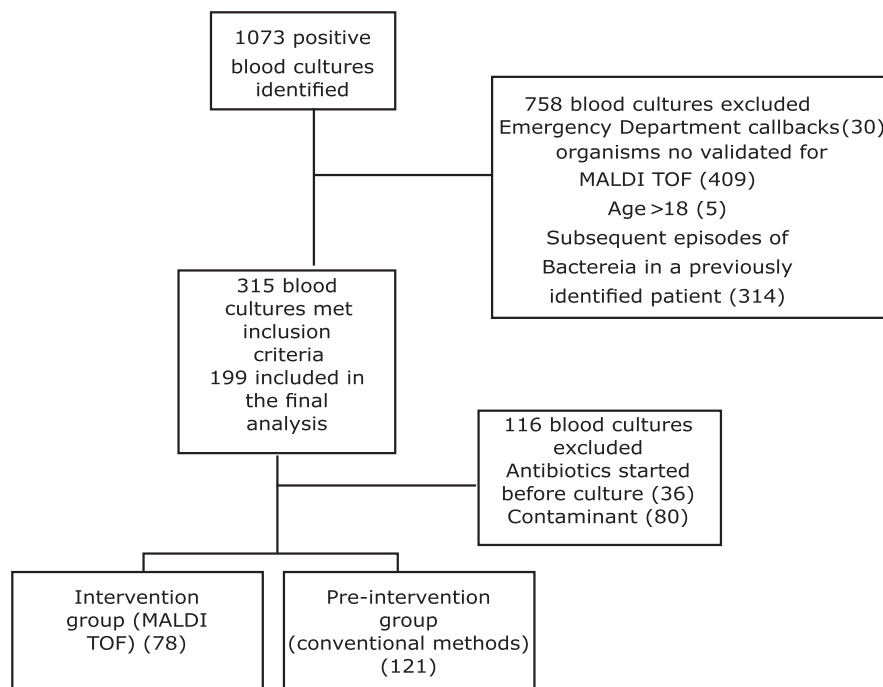 1073 positive
blood cultures
identified
758 blood cultures excluded
Emergency Department callbacks (30)
organisms no validated for
MALDI TOF (409)
Age >18 (5)
Subsequent episodes of
Bactereia in a previously
identified patient (314)
315 blood
cultures met
inclusion
criteria
199 included in
the final
analysis
116 blood cultures
excluded
Antibiotics started
before culture (36)
Contaminant (80)
Intervention
group (MALDI
TOF) (78)
Pre-intervention
group
(conventional methods)
(121)